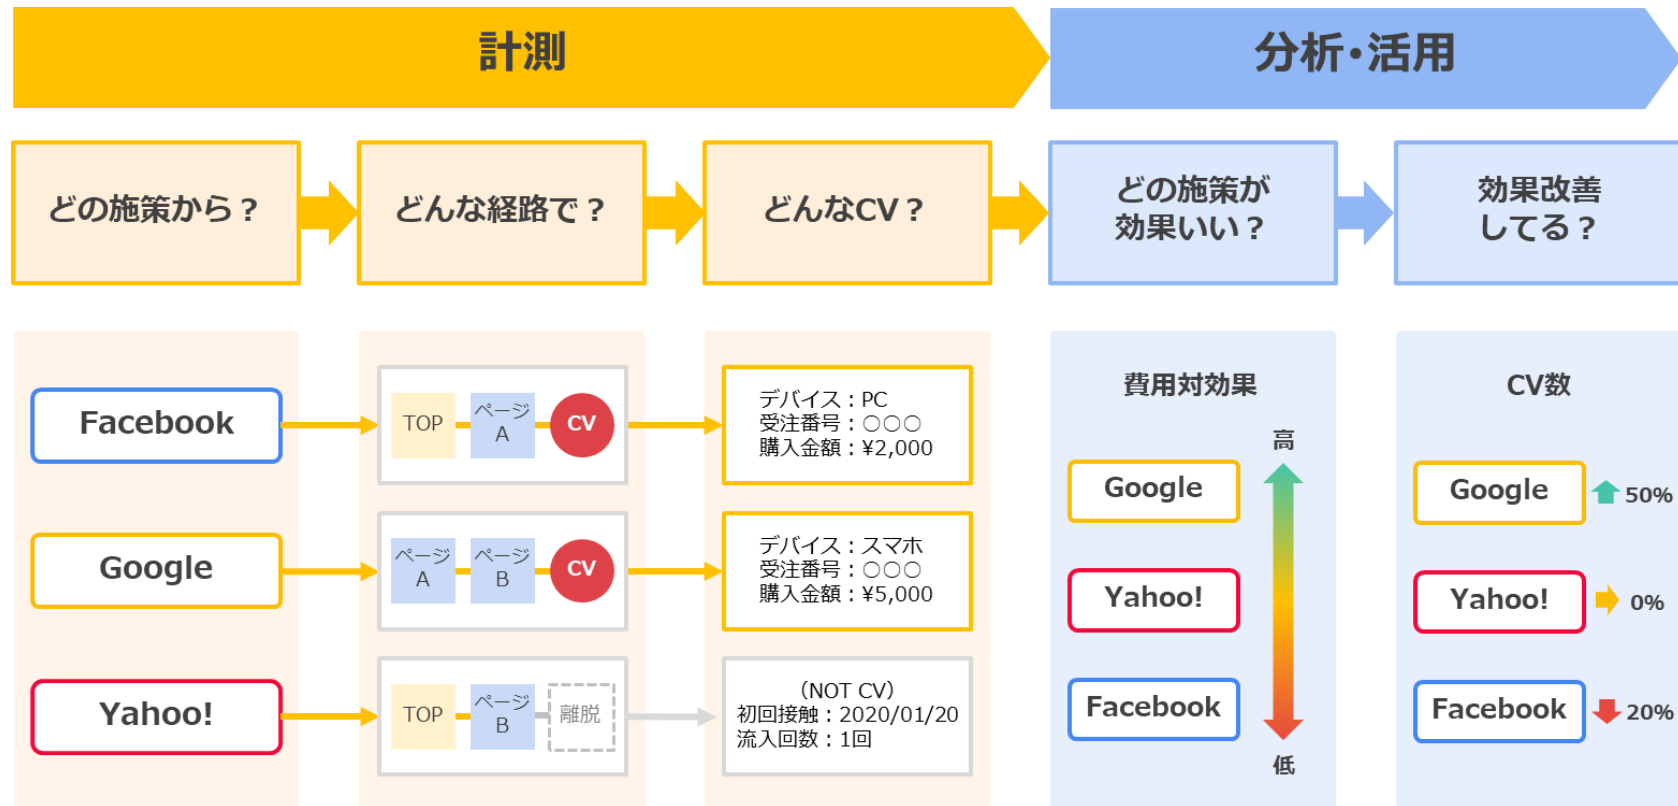 計測
分析・活用
どの施策から？
どんな経路で？
どんなCV？
どの施策が
効果いい？
効果改善
してる？
Facebook
TOP
ページ
A
CV
デバイス：PC
受注番号：○○○
購入金額：¥2,000
Google
ページ
A
ページ
B
CV
デバイス：スマホ
受注番号：○○○
購入金額：¥5,000
Yahoo!
TOP
ページ
B
離脱
（NOT CV）
初回接触：2020/01/20
流入回数：1回
費用対効果
高
Google
Yahoo!
Facebook
低
CV数
Google
50%
Yahoo!
0%
Facebook
20%